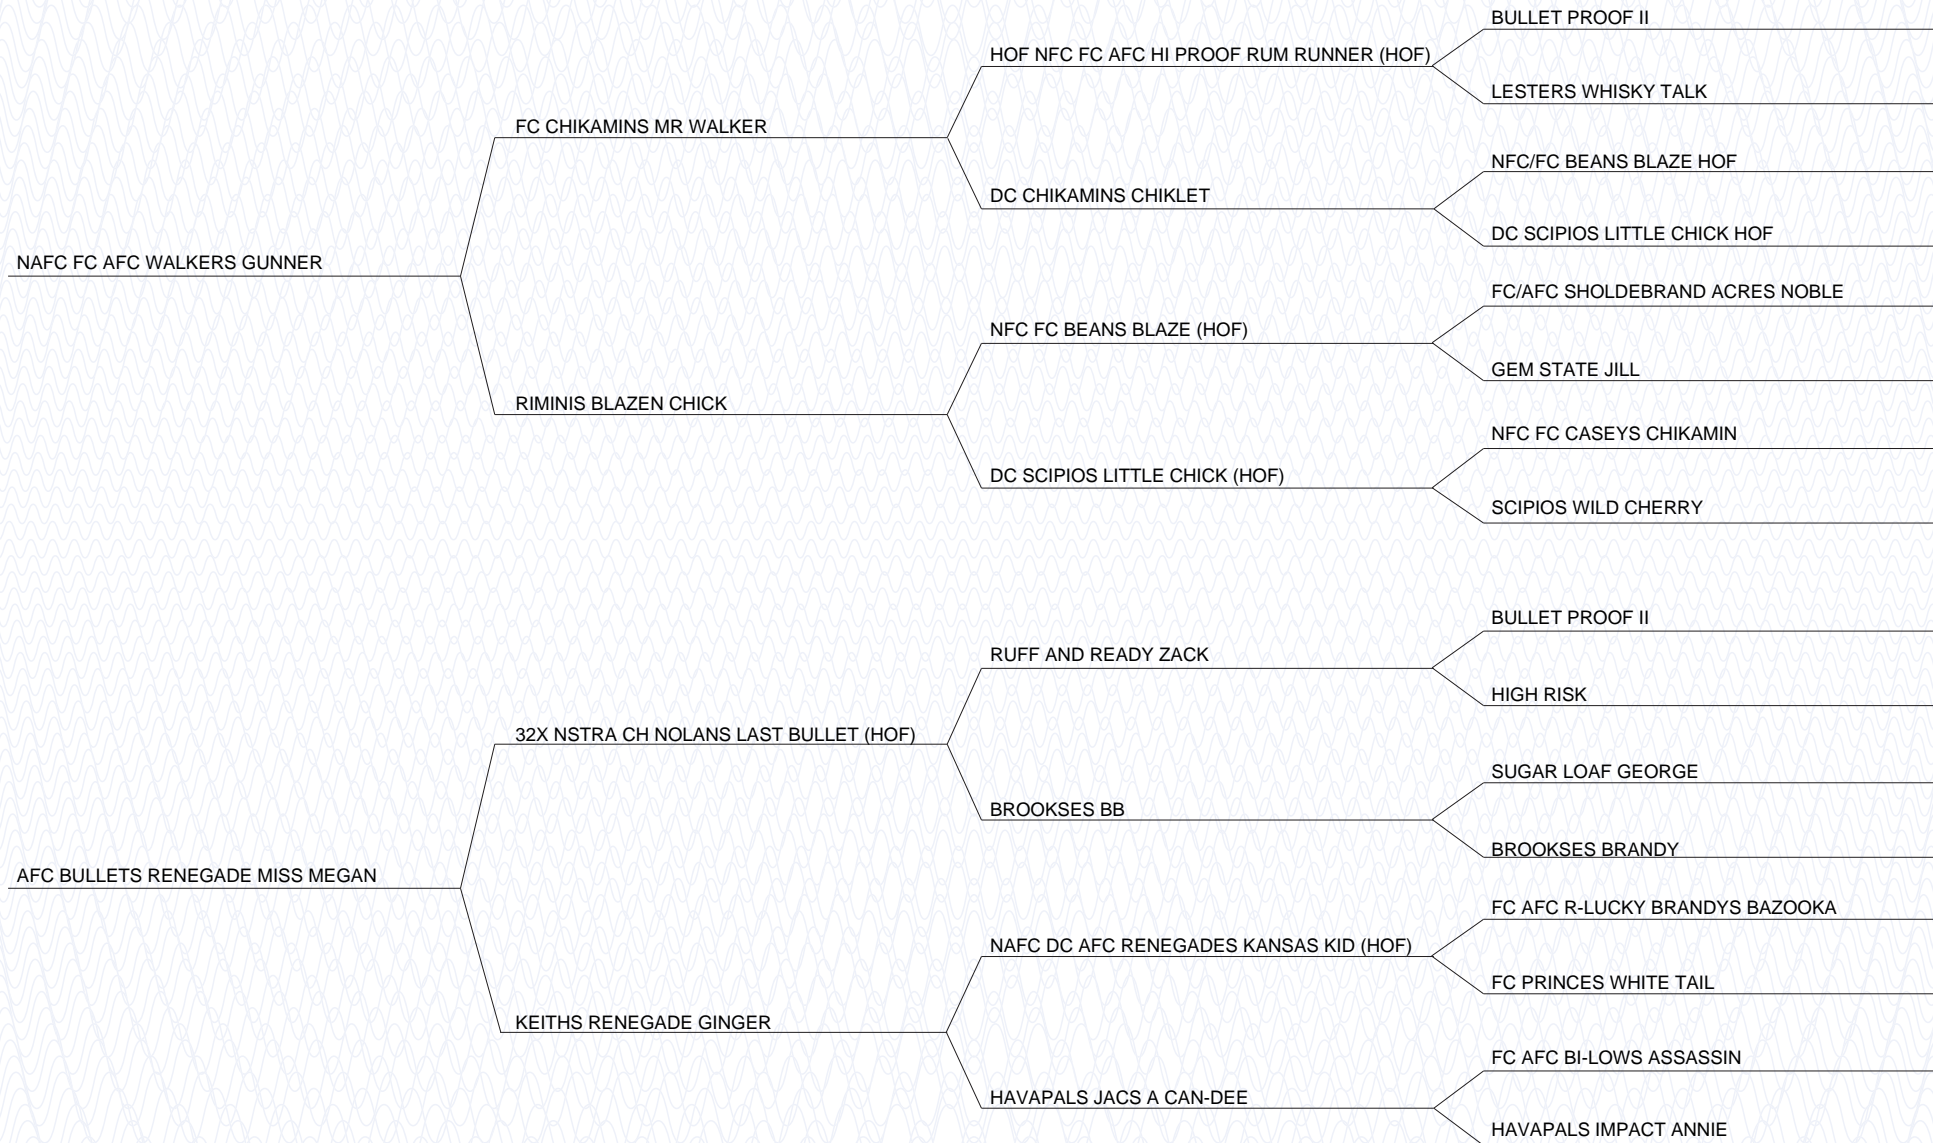 BULLET PROOF II
HOF NFC FC AFC HI PROOF RUM RUNNER (HOF)
LESTERS WHISKY TALK
FC CHIKAMINS MR WALKER
NFC/FC BEANS BLAZE HOF
DC CHIKAMINS CHIKLET
DC SCIPIOS LITTLE CHICK HOF
NAFC FC AFC WALKERS GUNNER
FC/AFC SHOLDEBRAND ACRES NOBLE
NFC FC BEANS BLAZE (HOF)
GEM STATE JILL
RIMINIS BLAZEN CHICK
NFC FC CASEYS CHIKAMIN
DC SCIPIOS LITTLE CHICK (HOF)
SCIPIOS WILD CHERRY
BULLET PROOF II
RUFF AND READY ZACK
HIGH RISK
32X NSTRA CH NOLANS LAST BULLET (HOF)
SUGAR LOAF GEORGE
BROOKSES BB
BROOKSES BRANDY
AFC BULLETS RENEGADE MISS MEGAN
FC AFC R-LUCKY BRANDYS BAZOOKA
NAFC DC AFC RENEGADES KANSAS KID (HOF)
FC PRINCES WHITE TAIL
KEITHS RENEGADE GINGER
FC AFC BI-LOWS ASSASSIN
HAVAPALS JACS A CAN-DEE
HAVAPALS IMPACT ANNIE